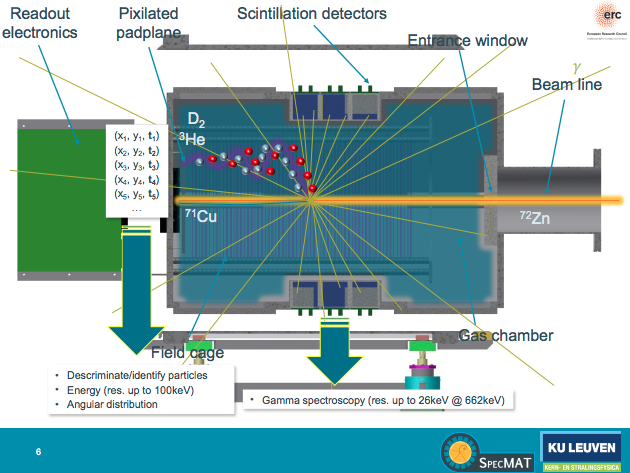 Readout
electronics
Pixilated
padplane
Scintillation detectors
erc
European Research Council
Entrance window
γ
Beam line
D2
3He
(x1, y1, t1)
(x2, y2, t2)
(x3, y3, t3)
(x4, y4, t4)
(x5, y5, t5)
...
71Cu
72Zn
Field cage
Gas chamber
• Descriminate/identify particles
• Energy (res. up to 100keV)
• Angular distribution
• Gamma spectroscopy (res. up to 26keV @ 662keV)
6
SPECMAT
KU LEUVEN
KERN- EN STRALINGSFYSICA